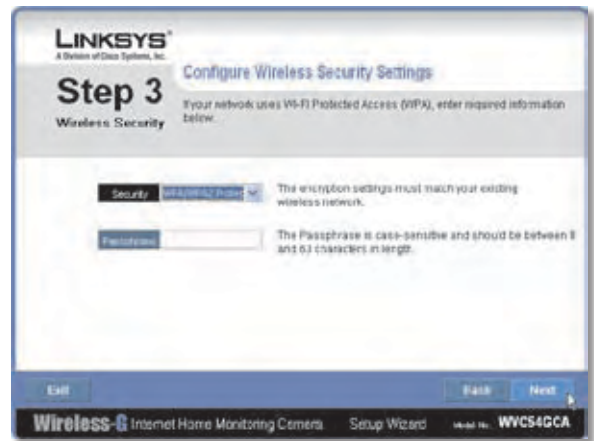 LINKSYS®
A Division of Cisco Systems, Inc.
Step 3
Wireless Security
Configure Wireless Security Settings
If your network uses Wi-Fi Protected Access (WPA), enter required information
below.
Security
The encryption settings must match your existing
wireless network.
Passphrase
The Passphrase is case-sensitive and should be between 8
and 63 characters in length.
Exit
Back
Next
Wireless-G Internet Home Monitoring Camera
Setup Wizard
Model No. WVC54GCA